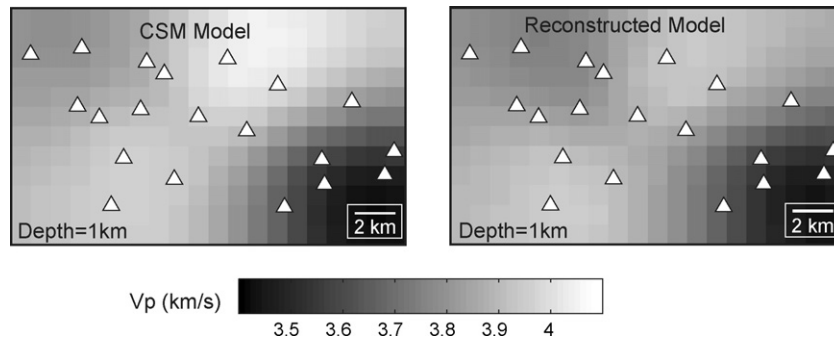 CSM Model
Reconstructed Model
Depth=1km
2 km
Depth=1km
2 km
Vp (km/s)
3.5 3.6 3.7 3.8 3.9 4